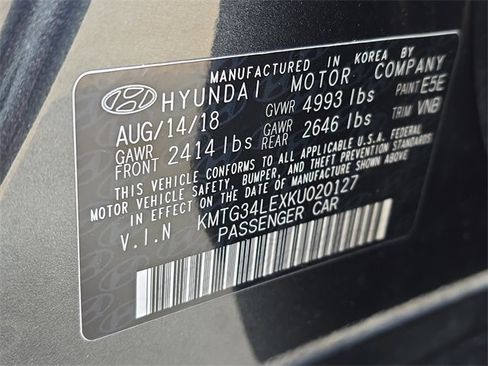 MANUFACTURED IN KOREA BY
HYUNDAI MOTOR COMPANY
AUG/14/18 GVWR 4993 lbs PAINT E5E
GAWR FRONT 2414 lbs GAWR REAR 2646 lbs TRIM VNB
THIS VEHICLE CONFORMS TO ALL APPLICABLE U.S.A. FEDERAL
MOTOR VEHICLE SAFETY, BUMPER, AND THEFT PREVENTION STANDARDS
IN EFFECT ON THE DATE OF MANUFACTURE SHOWN ABOVE.
V.I.N KMTG34LEXKU020127
PASSENGER CAR